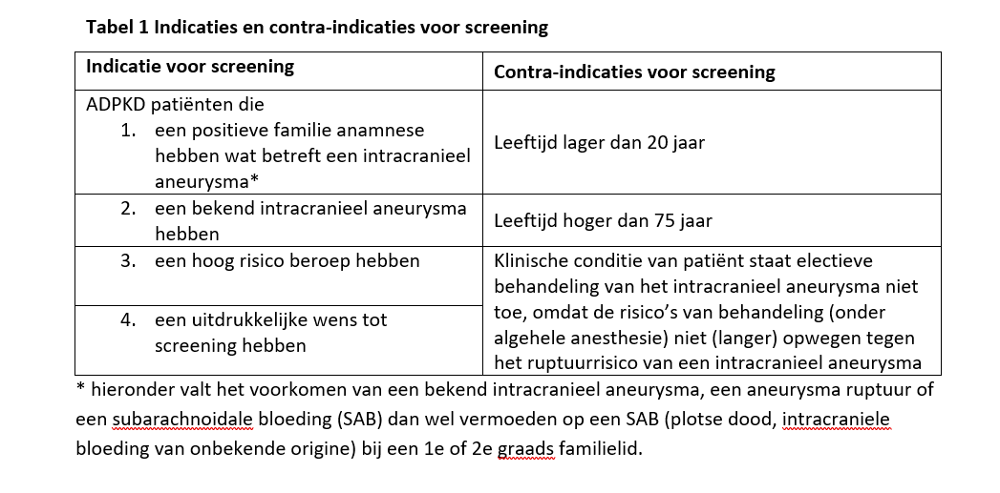 Tabel 1 Indicaties en contra-indicaties voor screening
Indicatie voor screening
Contra-indicaties voor screening
ADPKD patiënten die
1. een positieve familie anamnese
hebben wat betreft een intracranieel
aneurysma*
Leeftijd lager dan 20 jaar
2. een bekend intracranieel aneurysma
hebben
Leeftijd hoger dan 75 jaar
3. een hoog risico beroep hebben
4. een uitdrukkelijke wens tot
screening hebben
Klinische conditie van patiënt staat electieve
behandeling van het intracranieel aneurysma niet
toe, omdat de risico’s van behandeling (onder
algehele anesthesie) niet (langer) opwegen tegen
het ruptuurrisico van een intracranieel aneurysma
* hieronder valt het voorkomen van een bekend intracranieel aneurysma, een aneurysma ruptuur of
een subarachnoidale bloeding (SAB) dan wel vermoeden op een SAB (plotse dood, intracraniele
bloeding van onbekende origine) bij een 1e of 2e graads familielid.